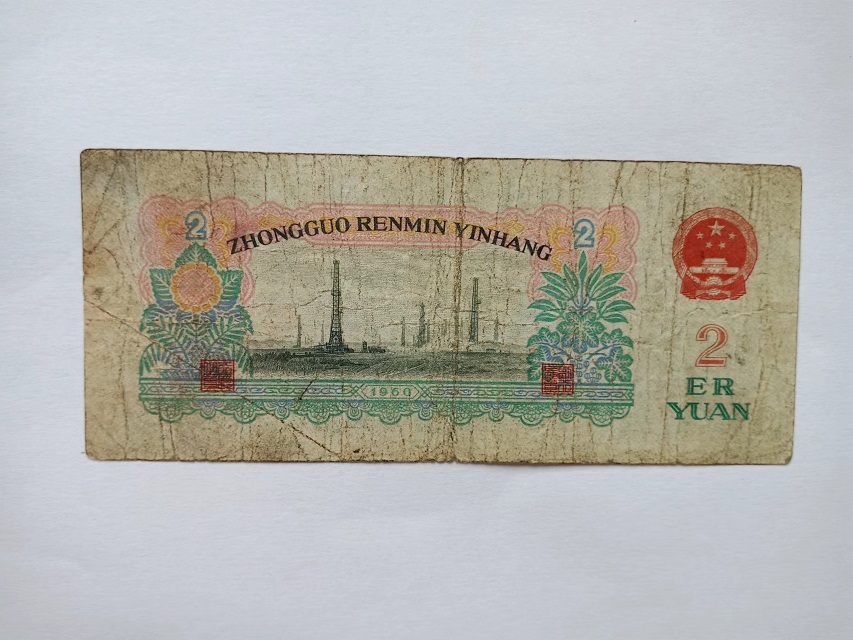 2
ZHONGGUO RENMIN YINHANG
2
2
ER
YUAN
1960